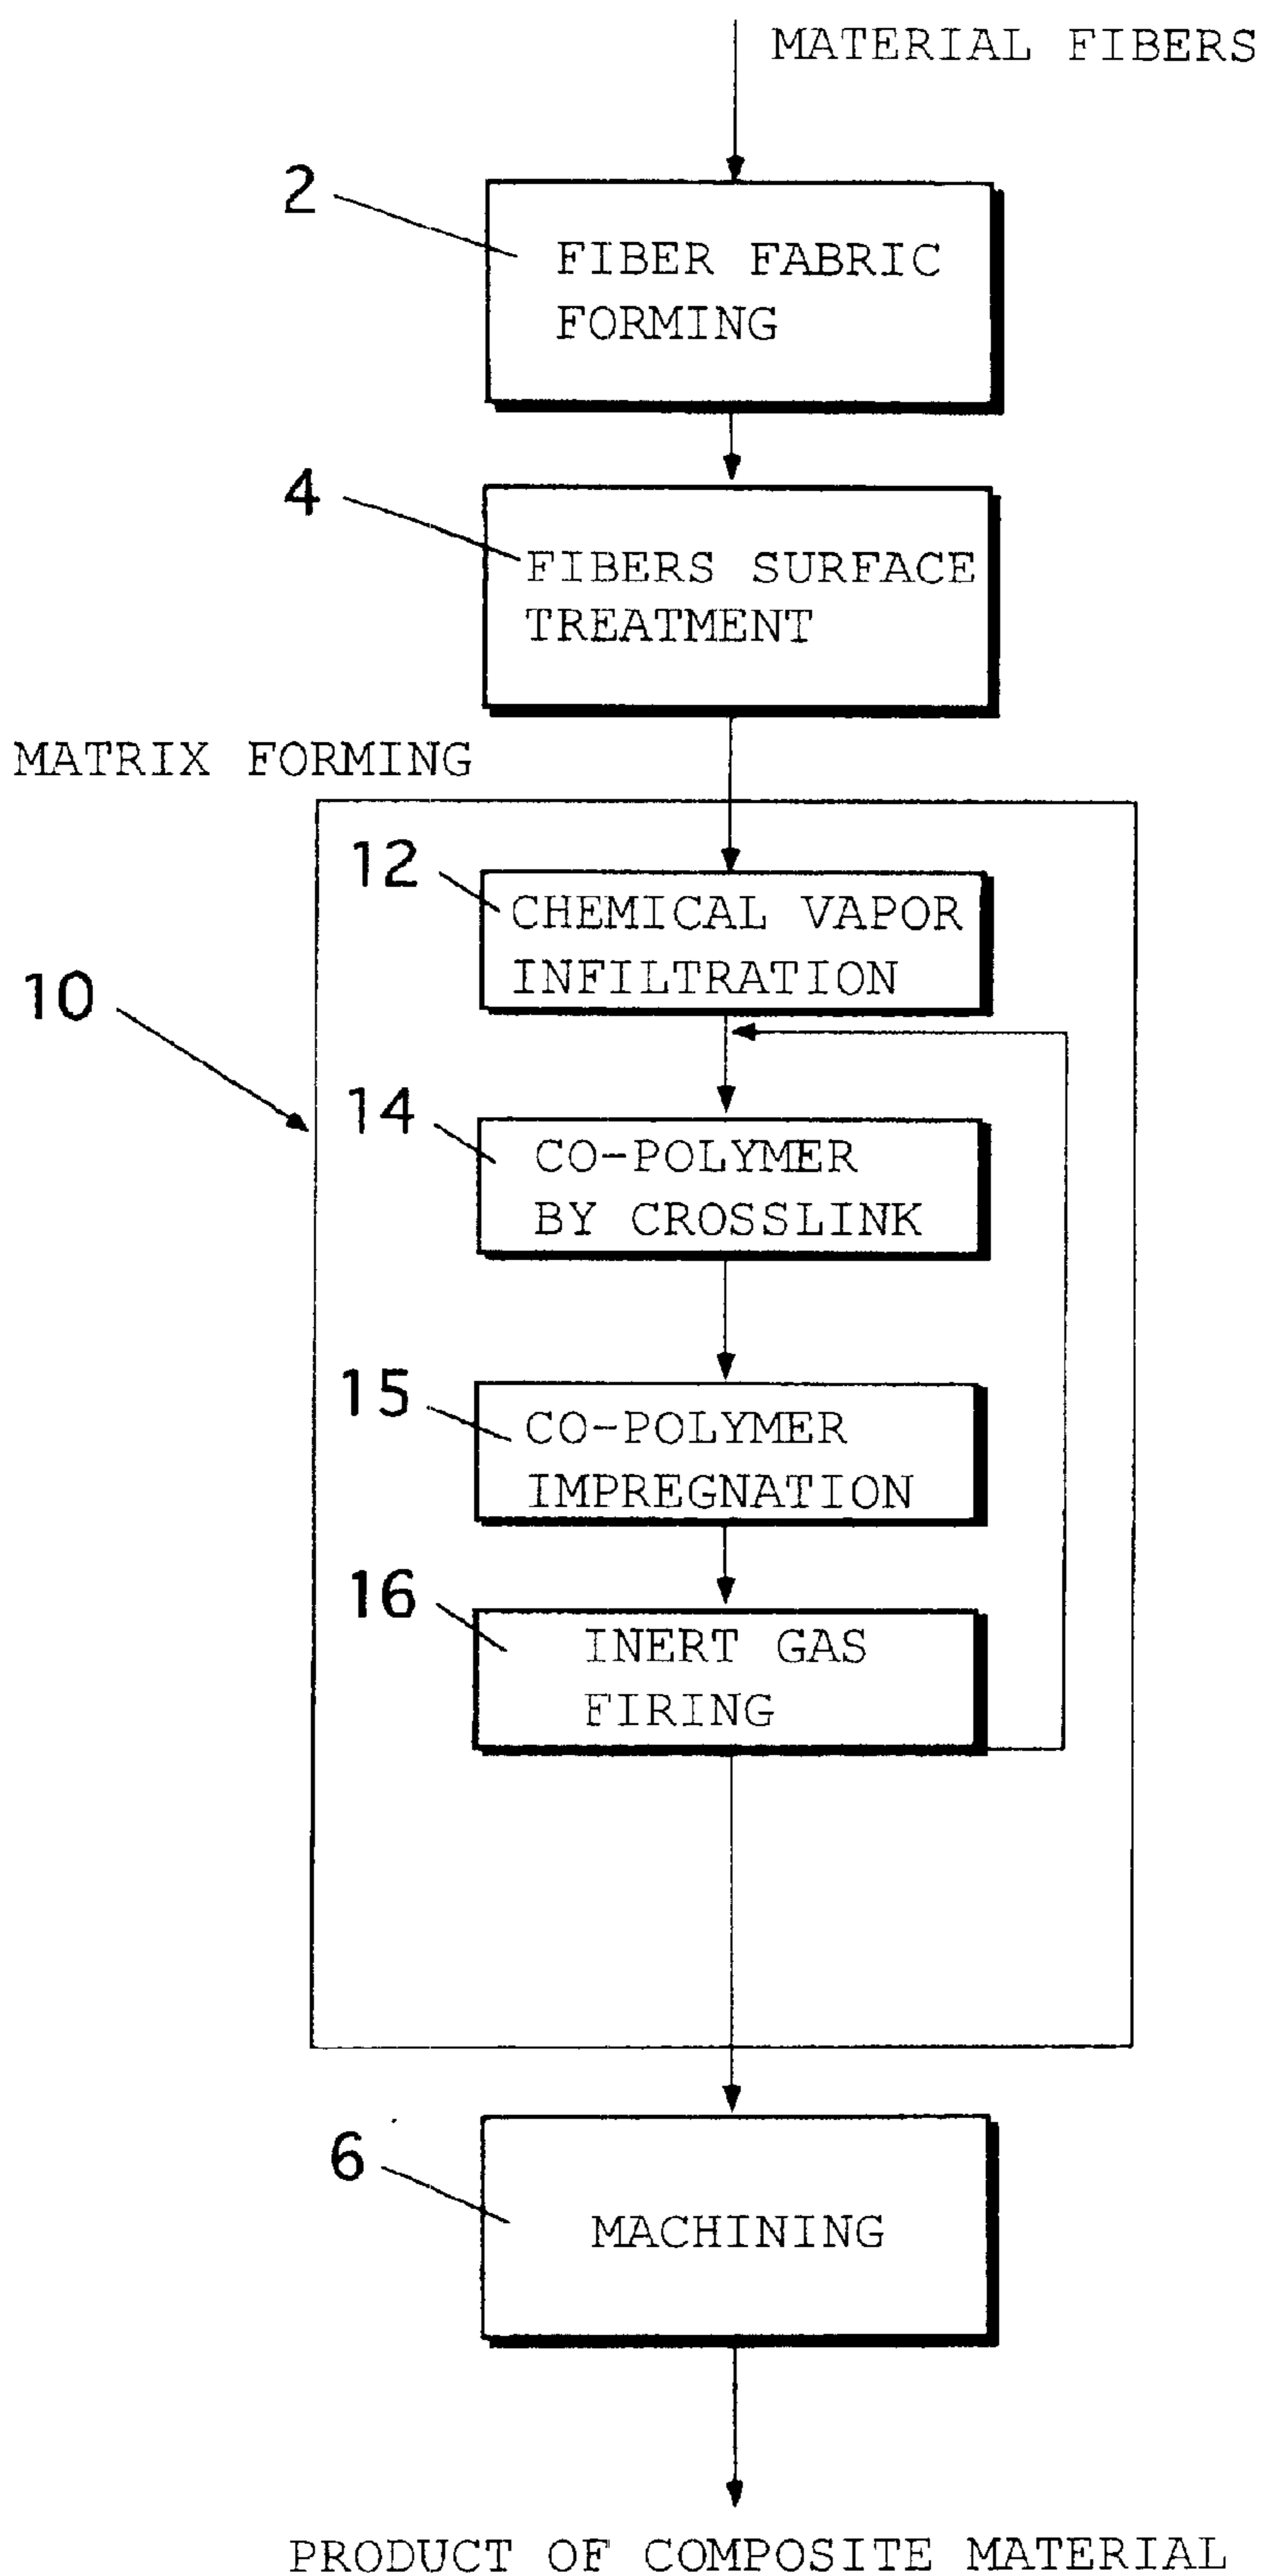 MATERIAL FIBERS
2
FIBER FABRIC
FORMING
4
FIBERS SURFACE
TREATMENT
MATRIX FORMING
12
CHEMICAL VAPOR
INFILTRATION
10
14
CO-POLYMER
BY CROSSLINK
15
CO-POLYMER
IMPREGNATION
16
INERT GAS
FIRING
6
MACHINING
PRODUCT OF COMPOSITE MATERIAL